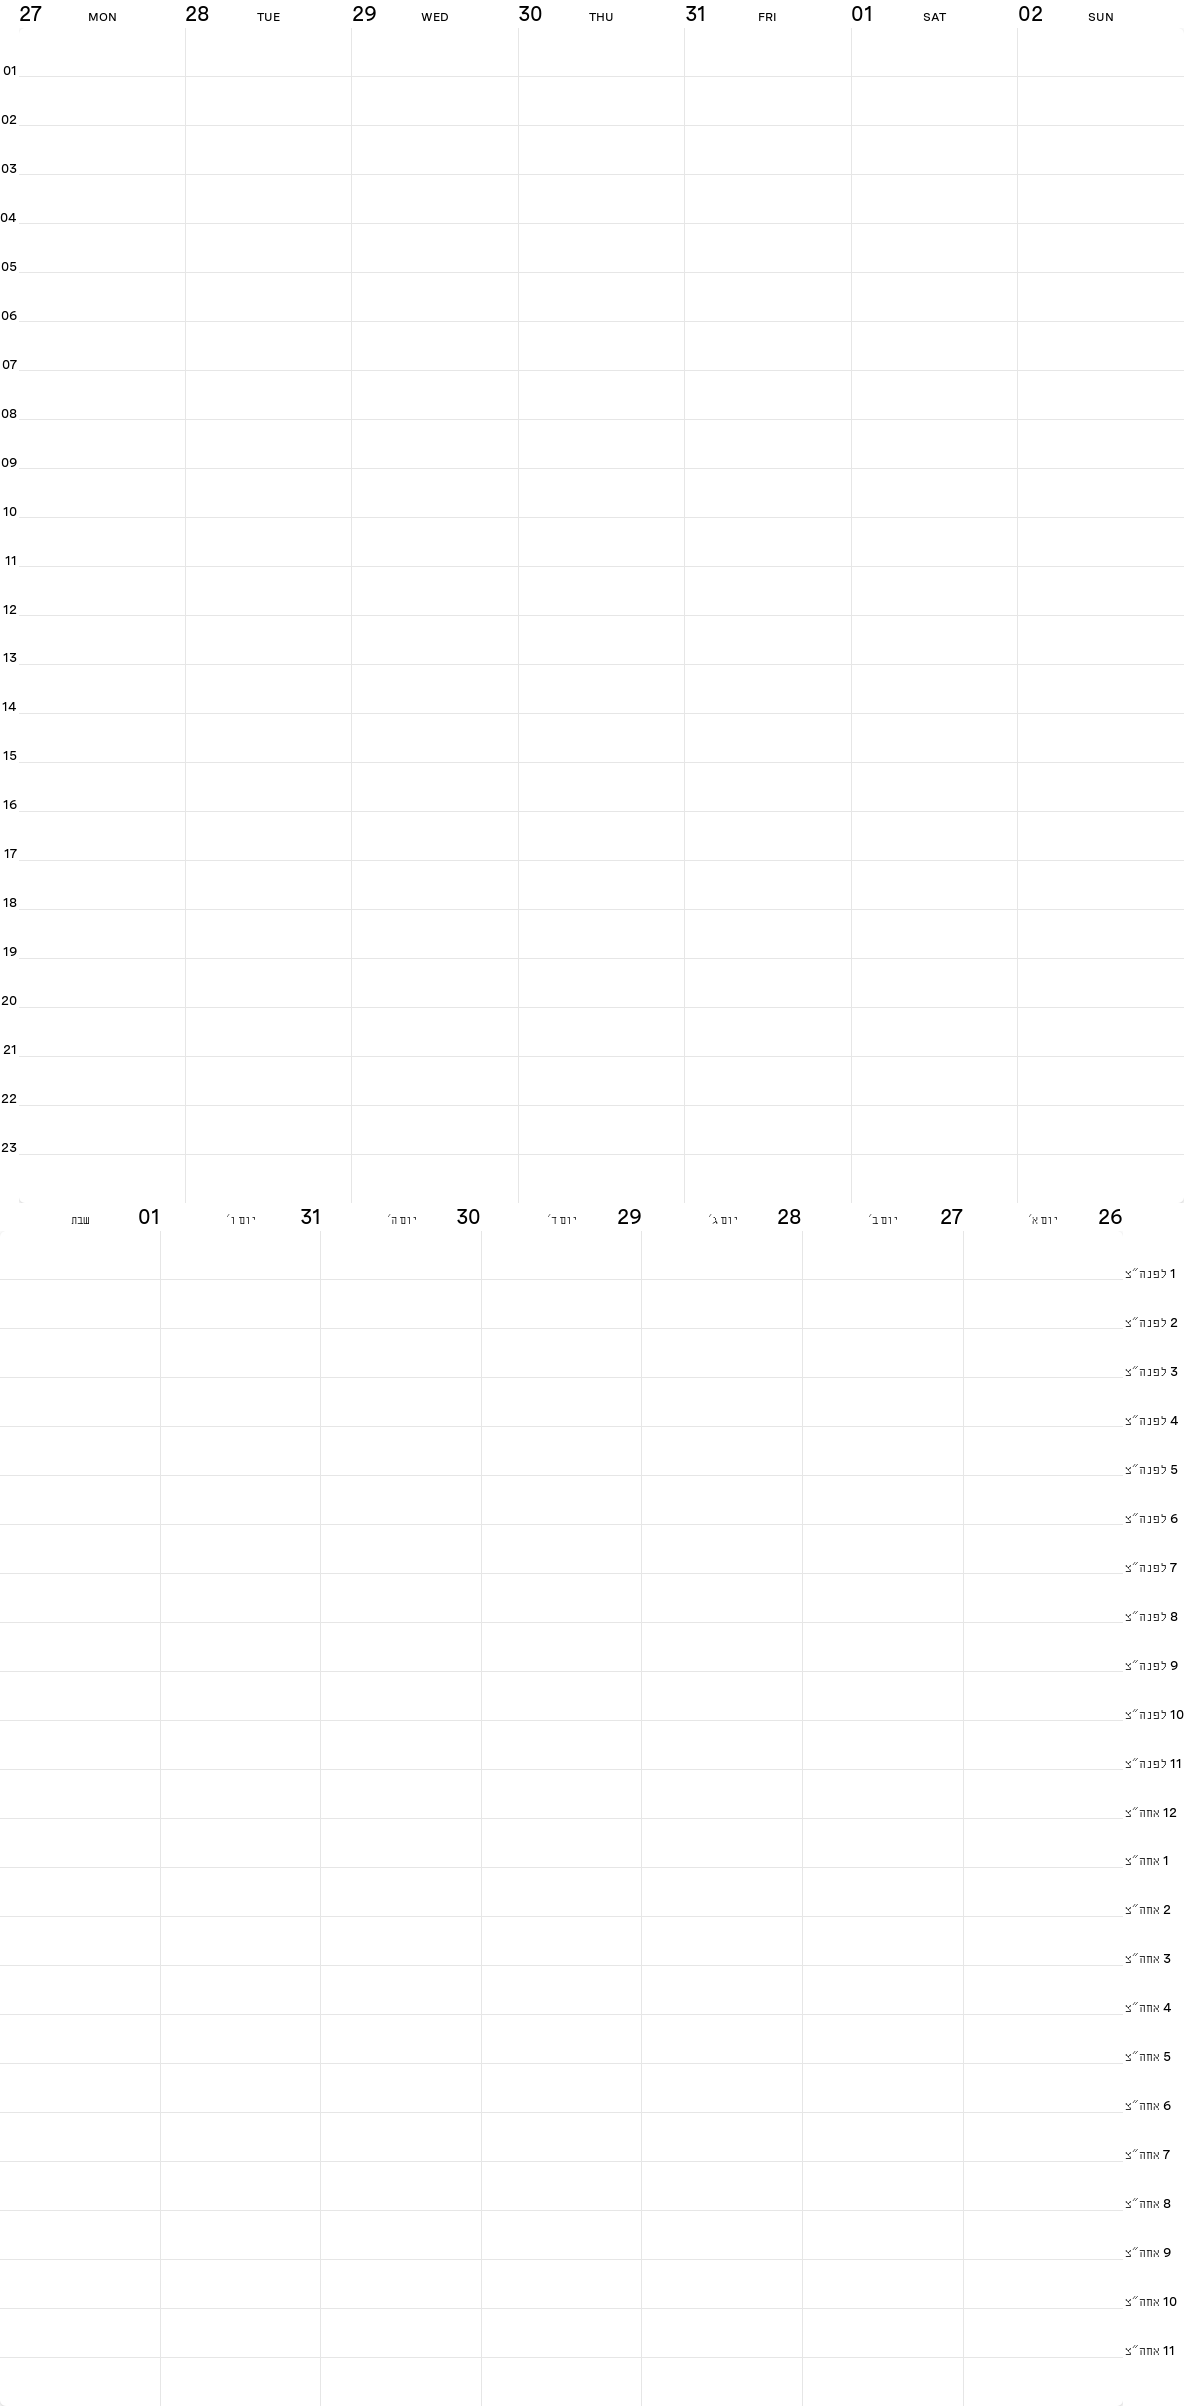 27 MON 28 TUE 29 WED 30 THU 31 FRI 01 SAT 02 SUN
01
02
03
04
05
06
07
08
09
10
11
12
13
14
15
16
17
18
19
20
21
22
23
26 יום א׳ 27 יום ב׳ 28 יום ג׳ 29 יום ד׳ 30 יום ה׳ 31 יום ו׳ 01 שבת
1 לפנה״צ
2 לפנה״צ
3 לפנה״צ
4 לפנה״צ
5 לפנה״צ
6 לפנה״צ
7 לפנה״צ
8 לפנה״צ
9 לפנה״צ
10 לפנה״צ
11 לפנה״צ
12 אחה״צ
1 אחה״צ
2 אחה״צ
3 אחה״צ
4 אחה״צ
5 אחה״צ
6 אחה״צ
7 אחה״צ
8 אחה״צ
9 אחה״צ
10 אחה״צ
11 אחה״צ